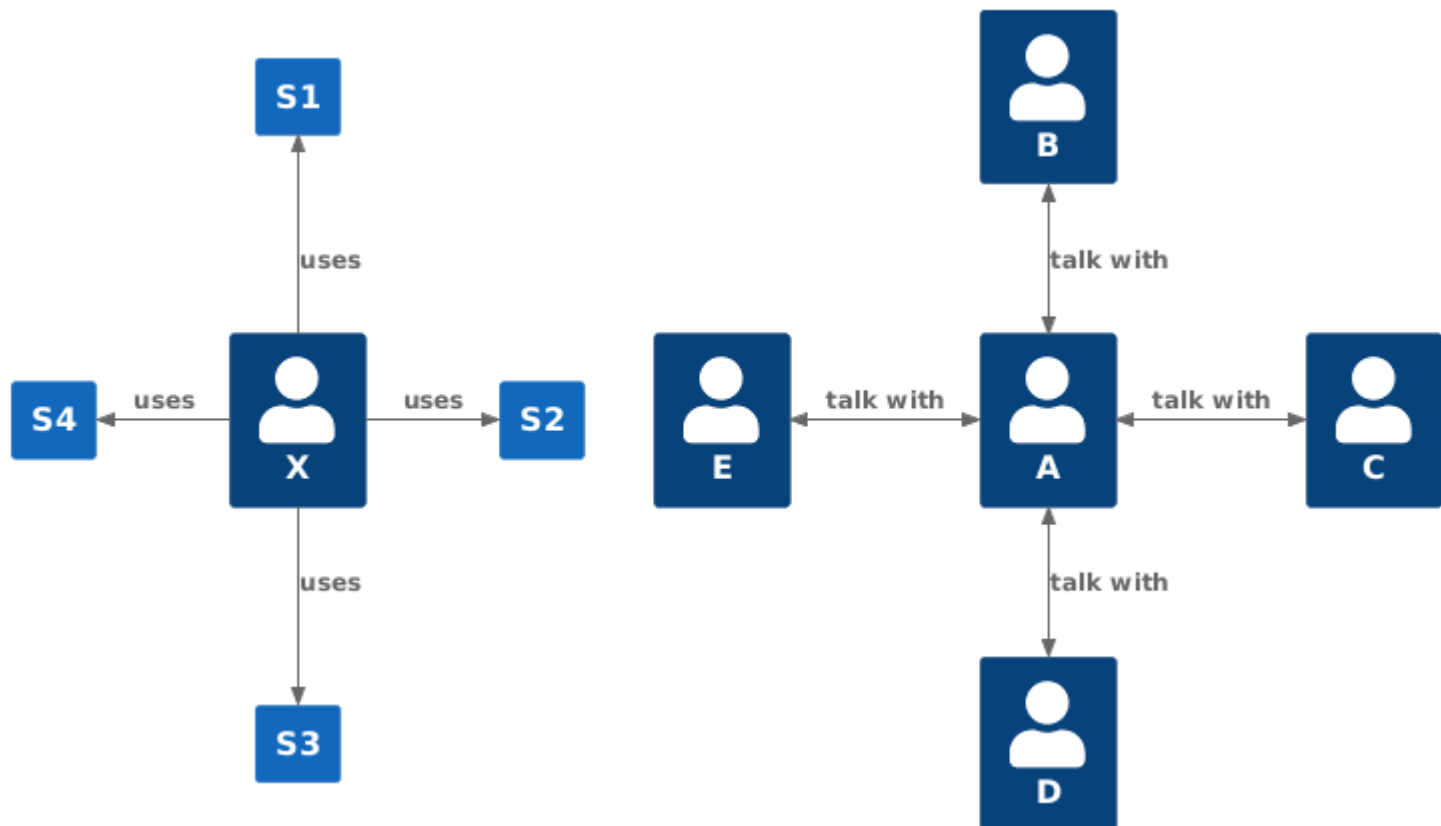 B
S1
uses
talk with
S4
uses
X
uses
S2
E
talk with
A
talk with
C
uses
talk with
S3
D